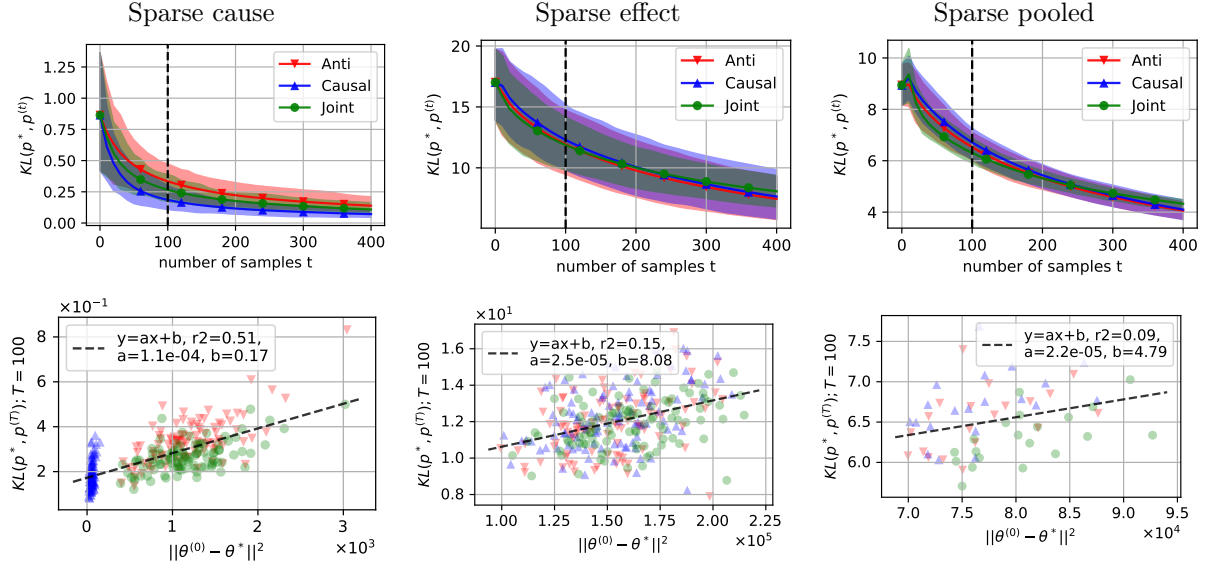 Sparse cause
Sparse effect
Sparse pooled
KL(p*, p^(t))
1.25
1.00
0.75
0.50
0.25
0.00
Anti
Causal
Joint
0 100 200 300 400
number of samples t
KL(p*, p^(t))
20
15
10
Anti
Causal
Joint
0 100 200 300 400
number of samples t
KL(p*, p^(t))
10
8
6
4
Anti
Causal
Joint
0 100 200 300 400
number of samples t
×10⁻¹
KL(p*, p^(T)); T = 100
8
6
4
2
y=ax+b, r2=0.51,
a=1.1e-04, b=0.17
0 1 2 3
||θ^(0) − θ*||²
×10³
×10¹
KL(p*, p^(T)); T = 100
1.6
1.4
1.2
1.0
0.8
y=ax+b, r2=0.15,
a=2.5e-05, b=8.08
1.00 1.25 1.50 1.75 2.00 2.25
||θ^(0) − θ*||²
×10⁵
KL(p*, p^(T)); T = 100
7.5
7.0
6.5
6.0
y=ax+b, r2=0.09,
a=2.2e-05, b=4.79
7.0 7.5 8.0 8.5 9.0 9.5
||θ^(0) − θ*||²
×10⁴